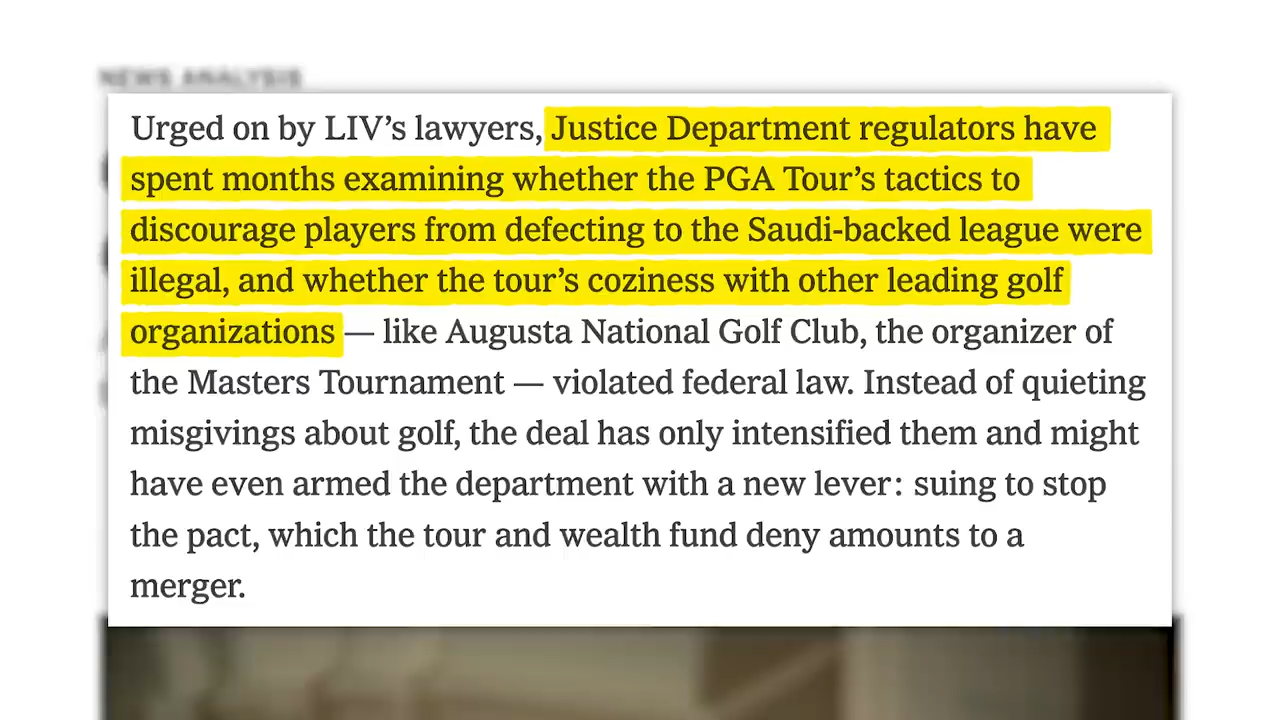 NEWS ANALYSIS
Urged on by LIV’s lawyers, Justice Department regulators have
spent months examining whether the PGA Tour’s tactics to
discourage players from defecting to the Saudi-backed league were
illegal, and whether the tour’s coziness with other leading golf
organizations — like Augusta National Golf Club, the organizer of
the Masters Tournament — violated federal law. Instead of quieting
misgivings about golf, the deal has only intensified them and might
have even armed the department with a new lever: suing to stop
the pact, which the tour and wealth fund deny amounts to a
merger.